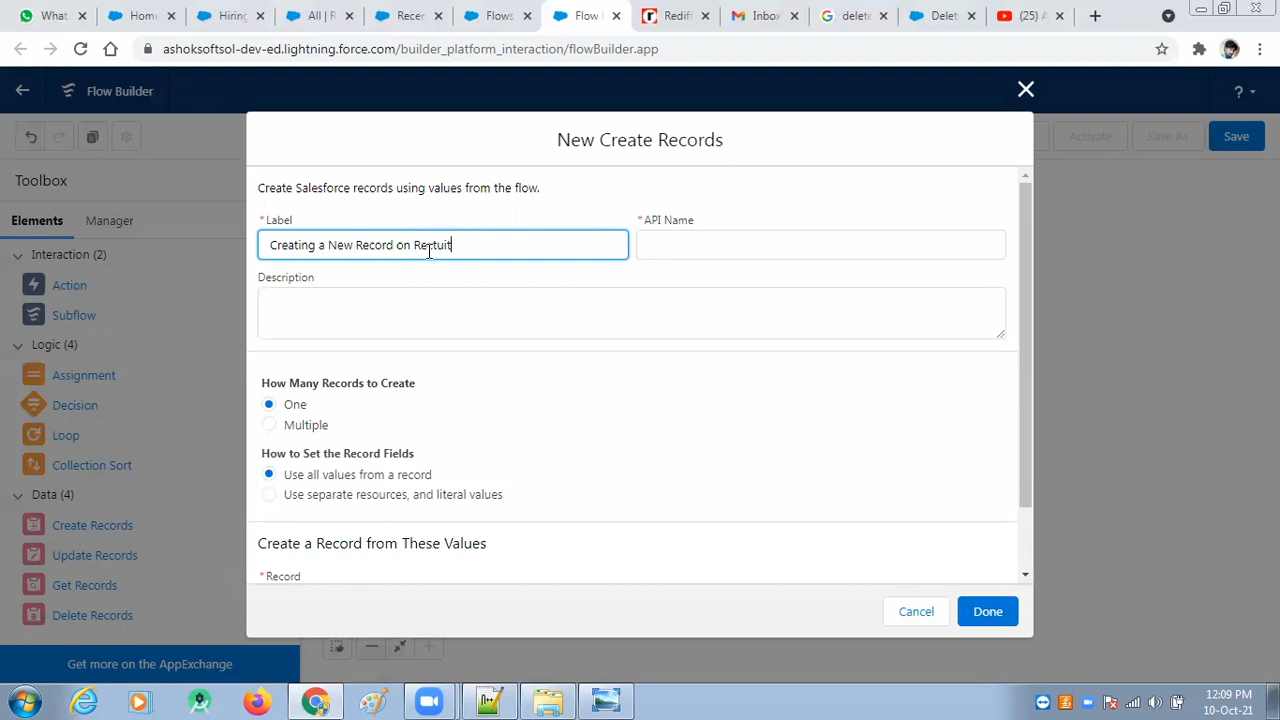 What:
Home
Hiring
All | R
Recen
Flows
Flow
Rediff
Inbox
delete
Delet
(25) A
ashoksoftsol-dev-ed.lightning.force.com/builder_platform_interaction/flowBuilder.app
Flow Builder
?
Activate
Save As
Save
New Create Records
Toolbox
Create Salesforce records using values from the flow.
Elements
Manager
* Label
* API Name
Interaction (2)
Creating a New Record on Rectuit
Action
Description
Subflow
Logic (4)
Assignment
How Many Records to Create
Decision
One
Loop
Multiple
How to Set the Record Fields
Collection Sort
Use all values from a record
Data (4)
Use separate resources, and literal values
Create Records
Create a Record from These Values
Update Records
* Record
Get Records
Delete Records
Cancel
Done
Get more on the AppExchange
12:09 PM
10-Oct-21